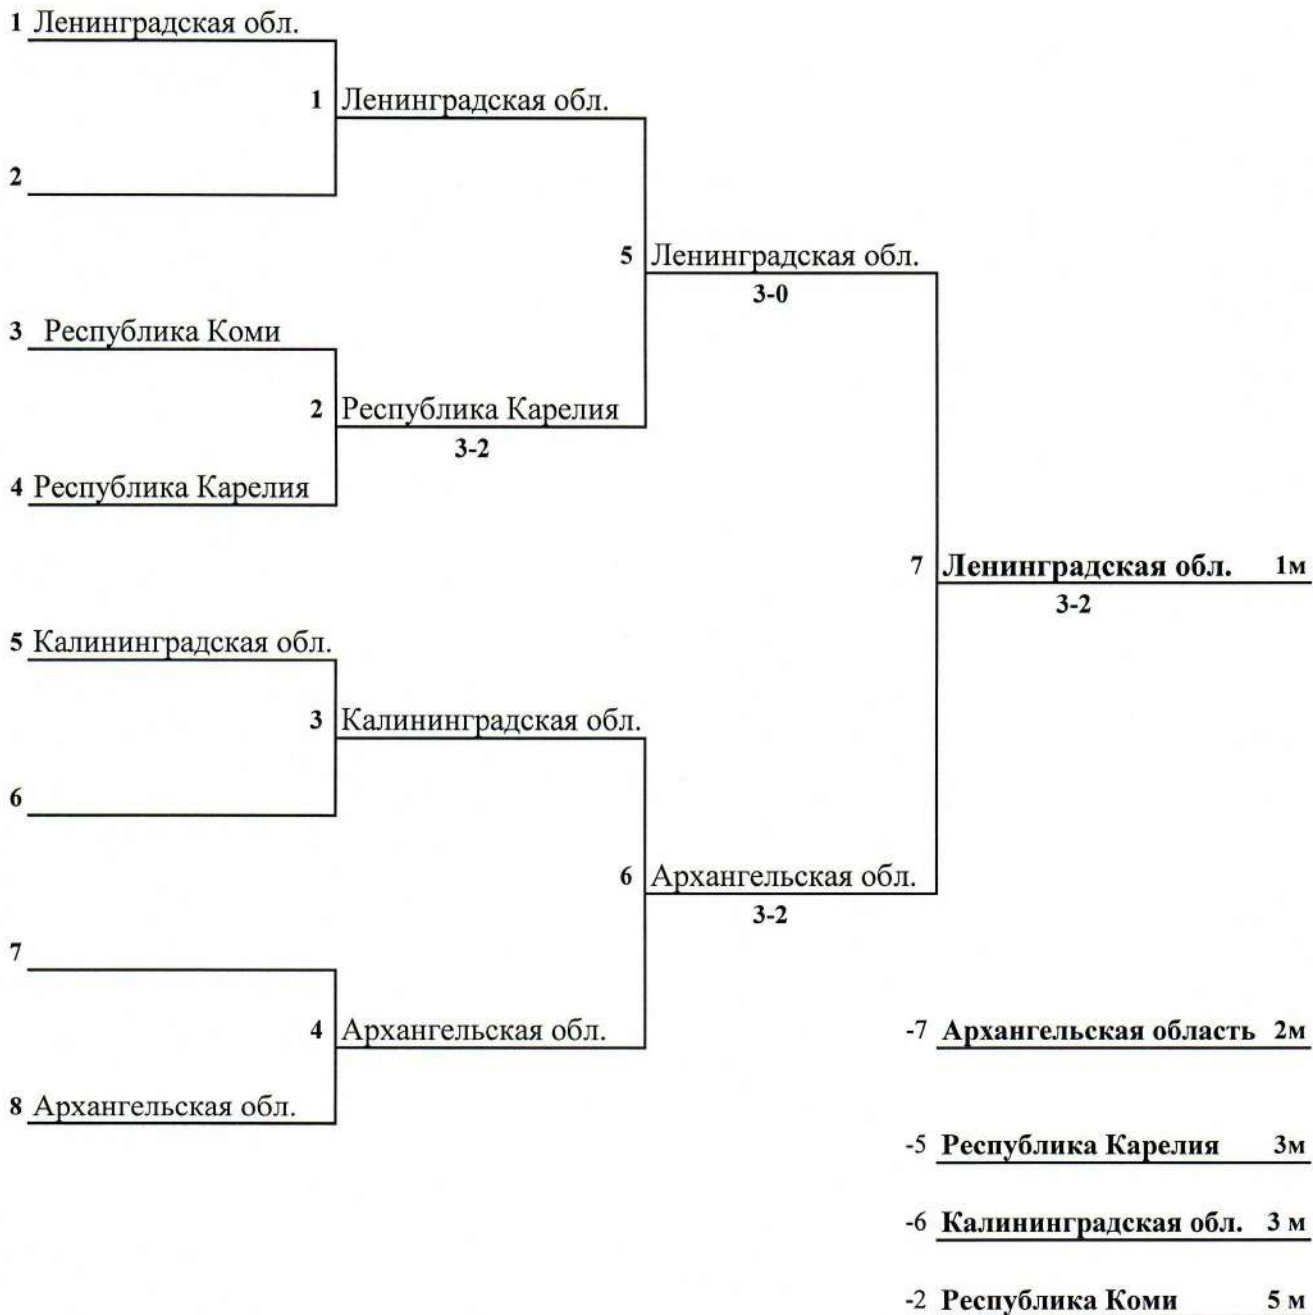 1 Ленинградская обл.
1 Ленинградская обл.
2
5 Ленинградская обл.
3-0
3 Республика Коми
2 Республика Карелия
3-2
4 Республика Карелия
7 Ленинградская обл. 1м
3-2
5 Калининградская обл.
3 Калининградская обл.
6
6 Архангельская обл.
3-2
7
4 Архангельская обл.
-7 Архангельская область 2м
8 Архангельская обл.
-5 Республика Карелия 3м
-6 Калининградская обл. 3 м
-2 Республика Коми 5 м